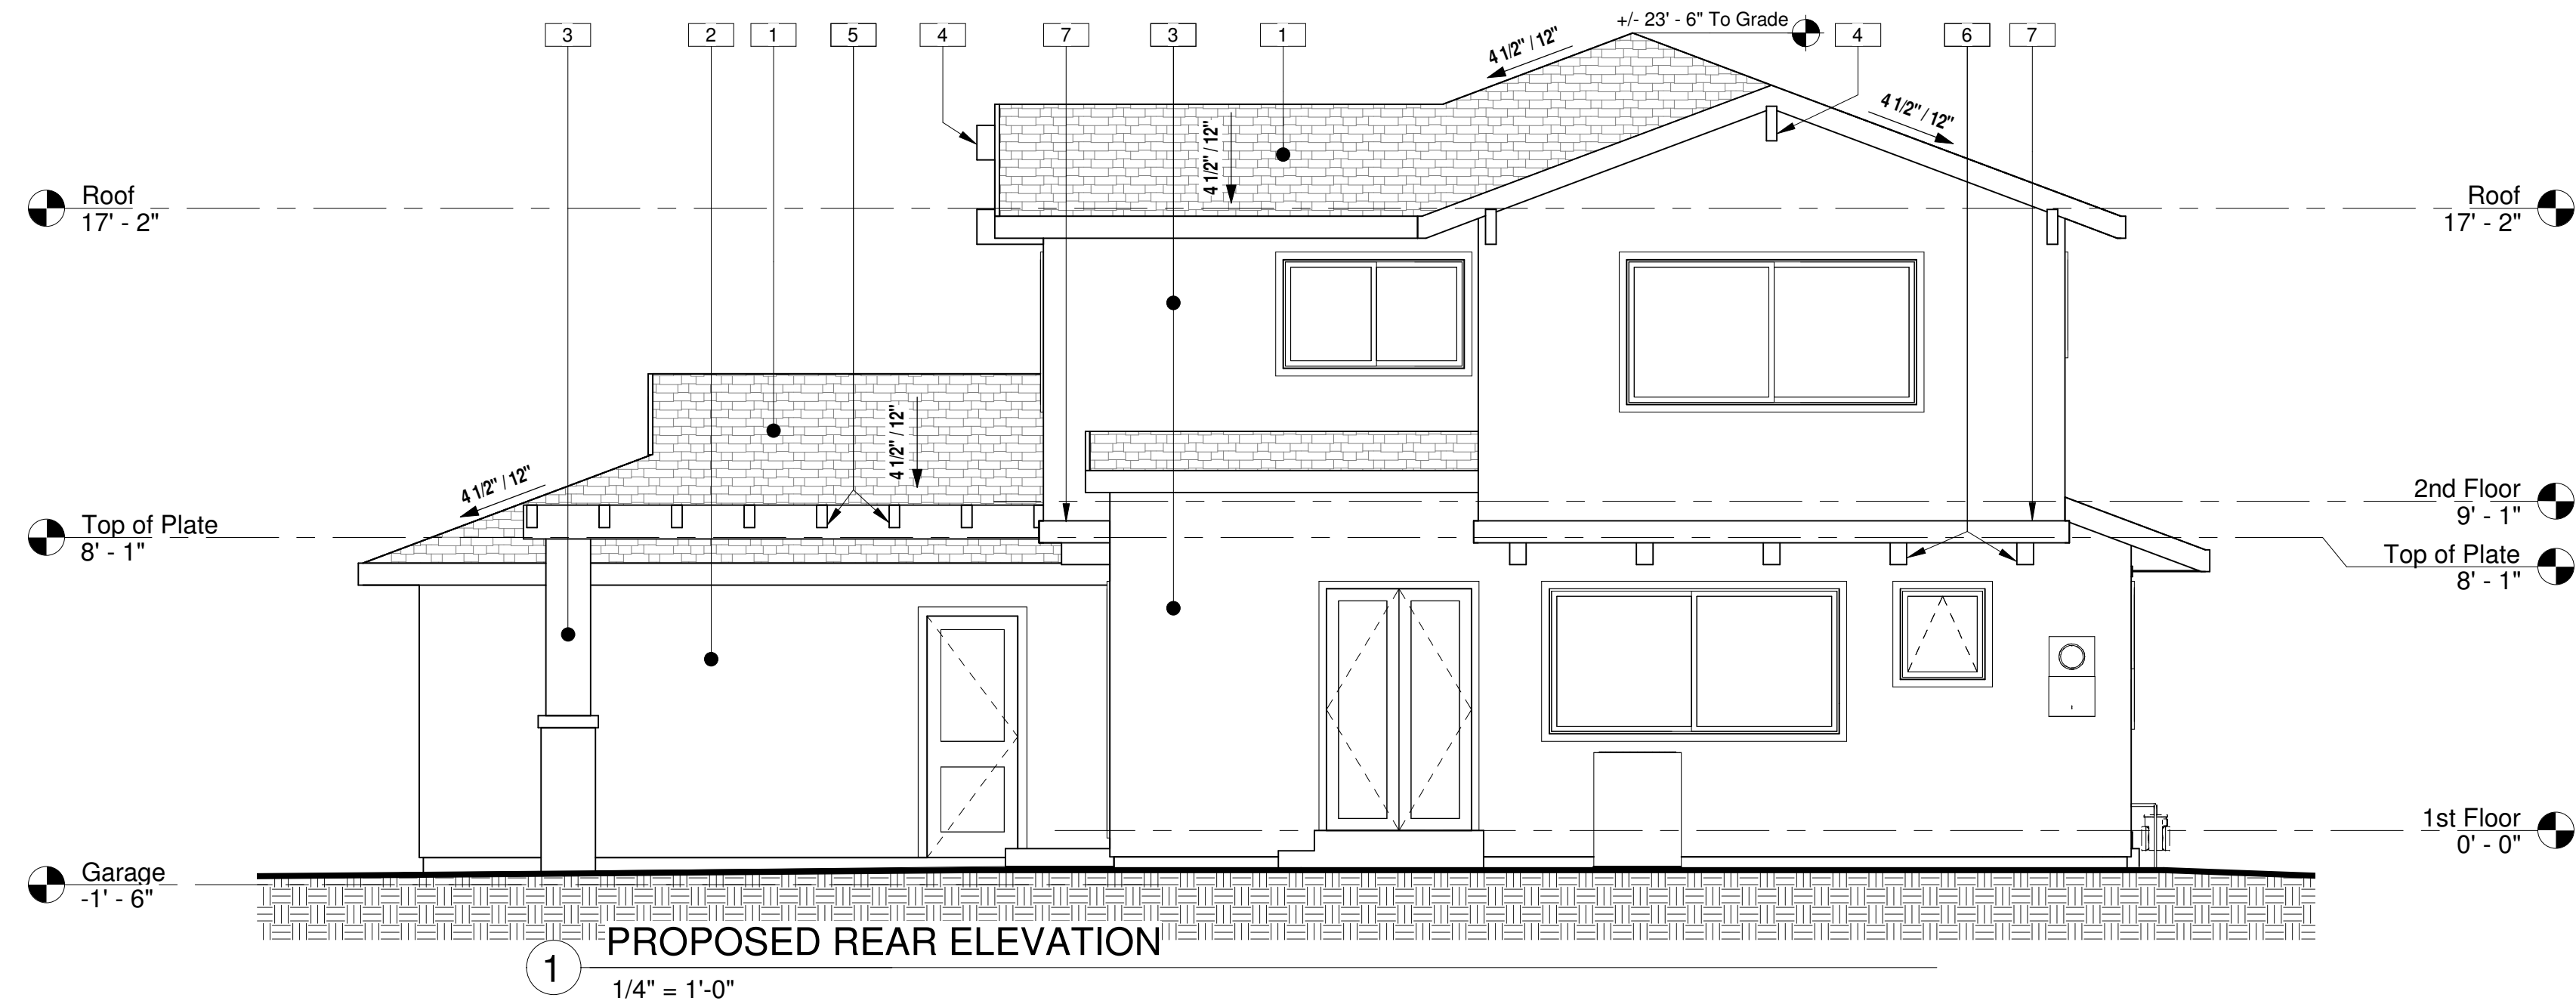 3
2
1
5
4
7
3
1
+/- 23' - 6" To Grade
4
6
7
4 1/2" / 12"
4 1/2" / 12"
4 1/2" / 12"
Roof
17' - 2"
Roof
17' - 2"
4 1/2" / 12"
4 1/2" / 12"
2nd Floor
9' - 1"
Top of Plate
8' - 1"
Top of Plate
8' - 1"
1st Floor
0' - 0"
Garage
-1' - 6"
1
PROPOSED REAR ELEVATION
1/4" = 1'-0"